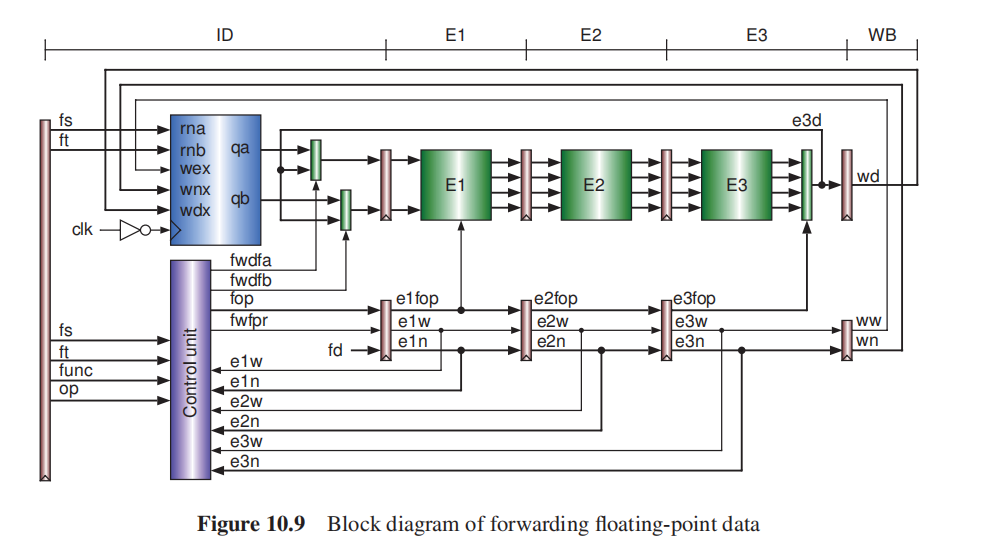 ID E1 E2 E3 WB
fs
ft
rna
rnb
wex
wnx
wdx
qa
qb
clk
e3d
E1
E2
E3
wd
fwdfa
fwdfb
fop
fwfpr
e1fop
e1w
e1n
e2fop
e2w
e2n
e3fop
e3w
e3n
ww
wn
fd
fs
ft
func
op
Control unit
e1w
e1n
e2w
e2n
e3w
e3n
Figure 10.9 Block diagram of forwarding floating-point data